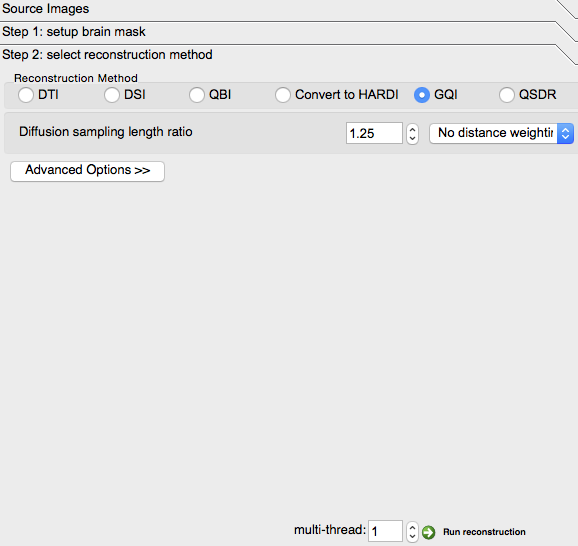 Source Images
Step 1: setup brain mask
Step 2: select reconstruction method
Reconstruction Method
DTI DSI QBI Convert to HARDI GQI QSDR
Diffusion sampling length ratio 1.25 No distance weightin
Advanced Options >>
multi-thread: 1 Run reconstruction